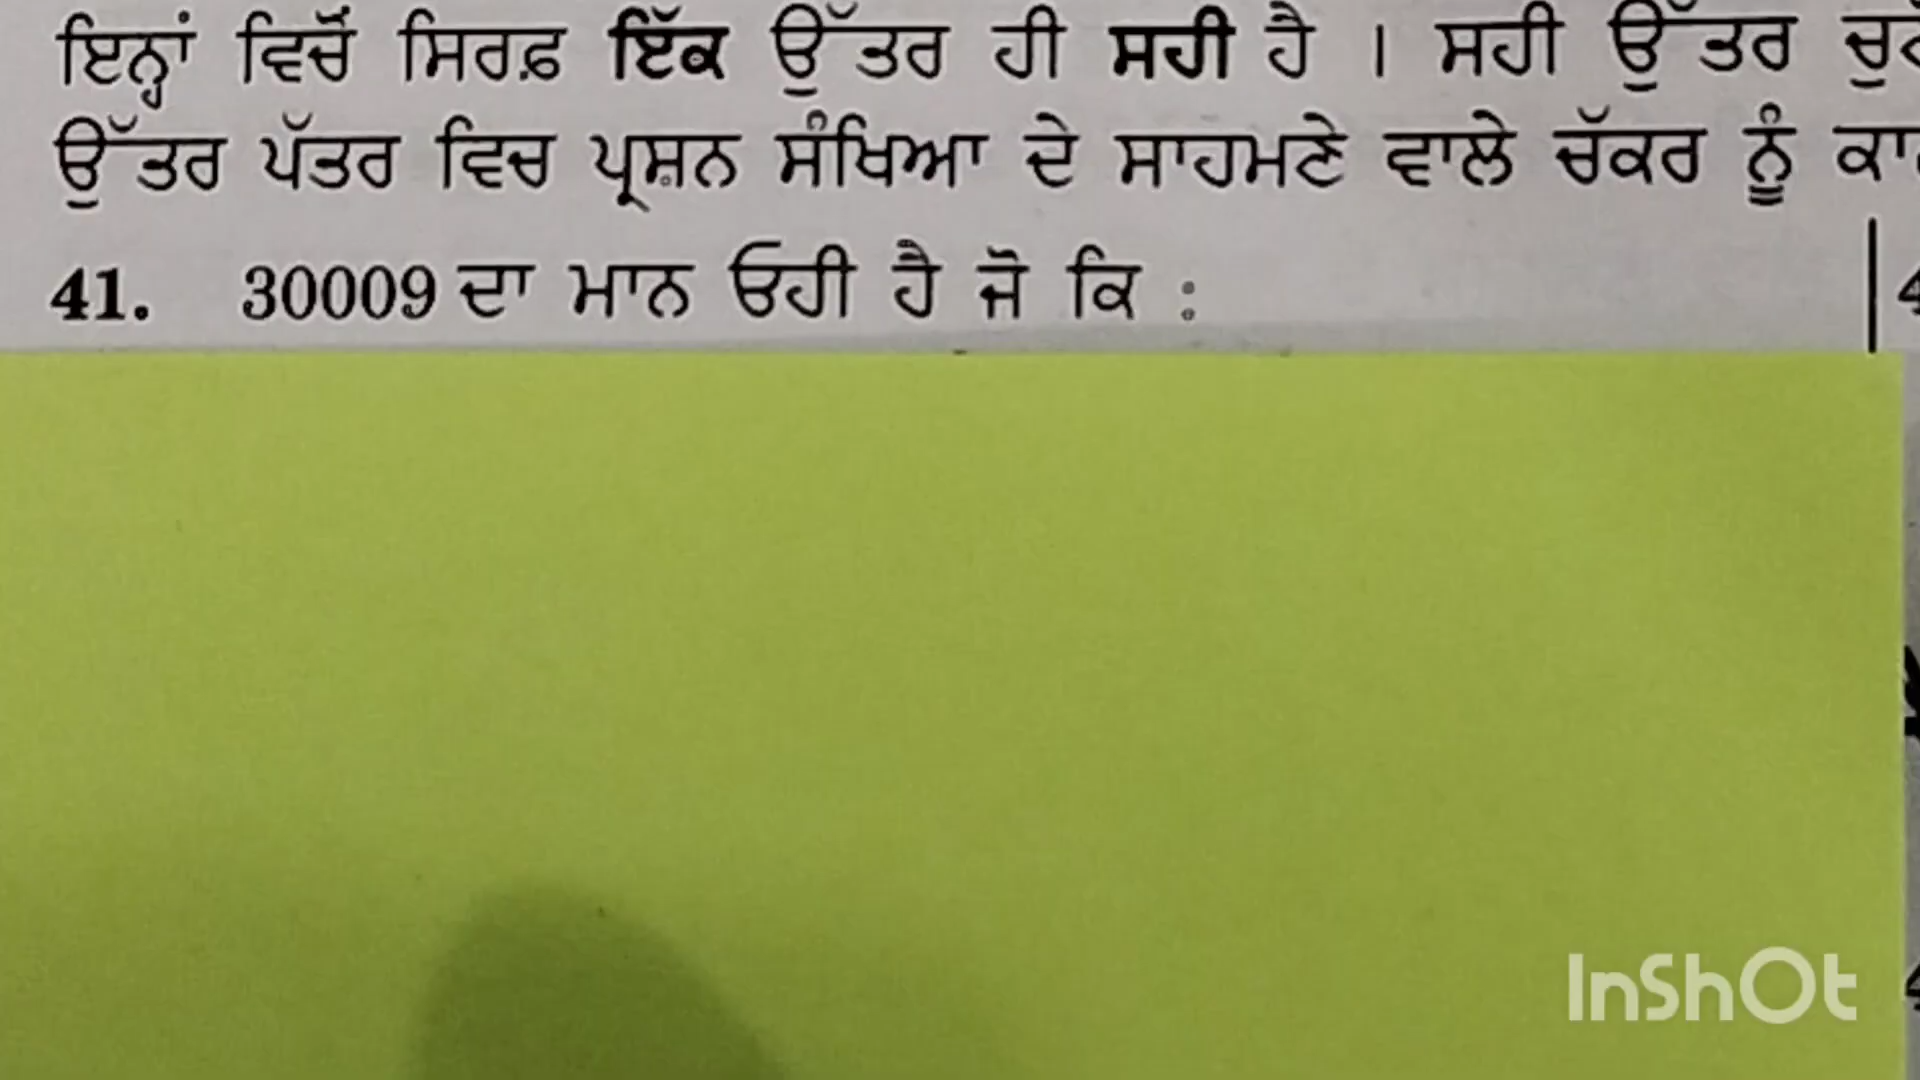 ਇਨ੍ਹਾਂ ਵਿਚੋਂ ਸਿਰਫ਼ ਇੱਕ ਉੱਤਰ ਹੀ ਸਹੀ ਹੈ । ਸਹੀ ਉੱਤਰ
ਉੱਤਰ ਪੱਤਰ ਵਿਚ ਪ੍ਰਸ਼ਨ ਸੰਖਿਆ ਦੇ ਸਾਹਮਣੇ ਵਾਲੇ ਚੱਕਰ ਨੂੰ
41. 30009 ਦਾ ਮਾਨ ਓਹੀ ਹੈ ਜੋ ਕਿ :
InShOt